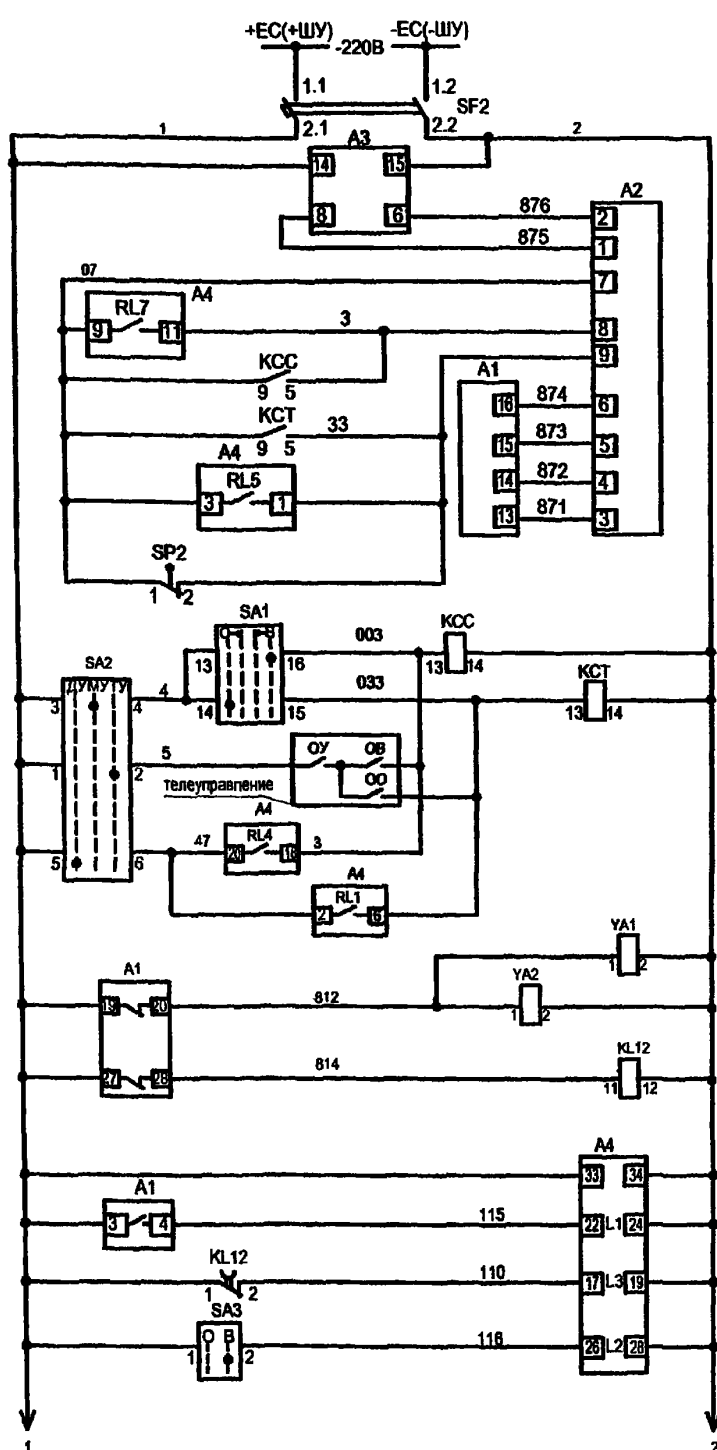 +ЕС(+ШУ) -220В -ЕС(-ШУ)
1.1 1.2
SF2
1 2.1 2.2 2
A3
14 15
8 6 876 2
A2
875 1
07 7
A4
RL7
9 11 3 8
9
KCC
9 5
A1
16 874 6
KCT
9 5 33
15 873 5
A4
RL5
3 1
14 872 4
13 871 3
SP2
1 2
SA1
О В
13 16 003 KCC
13 14
14 15 033 KCT
13 14
SA2
ДУ МУ ТУ
3 4 4
1 2 5 ОУ ОВ
ОО
телеуправление
A4
5 6 47 20 RL4 18 3
A4
RL1
2 6
YA1
1 2
A1 YA2
19 20 812 1 2
27 28 814 KL12
11 12
A4
33 34
A1
3 4 115 22 L1 24
KL12
1 2 110 17 L3 19
SA3
О В
1 2 116 26 L2 28
1 2